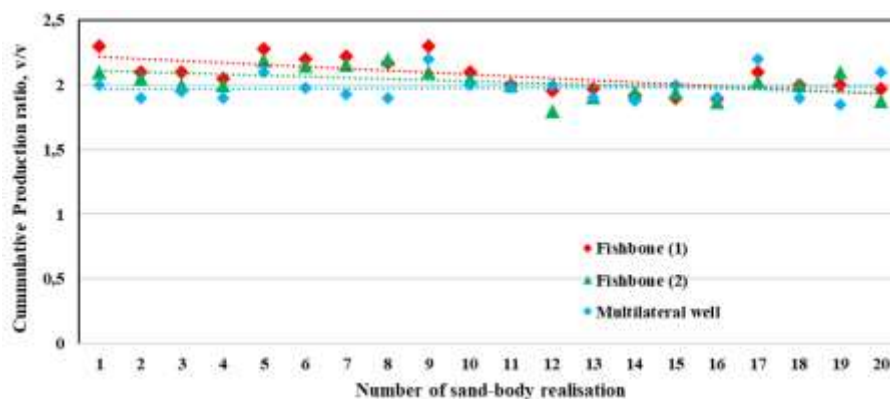 Cummulative Production ratio, v/v
2,5
2
1,5
1
0,5
0
Fishbone (1)
Fishbone (2)
Multilateral well
1 2 3 4 5 6 7 8 9 10 11 12 13 14 15 16 17 18 19 20
Number of sand-body realisation